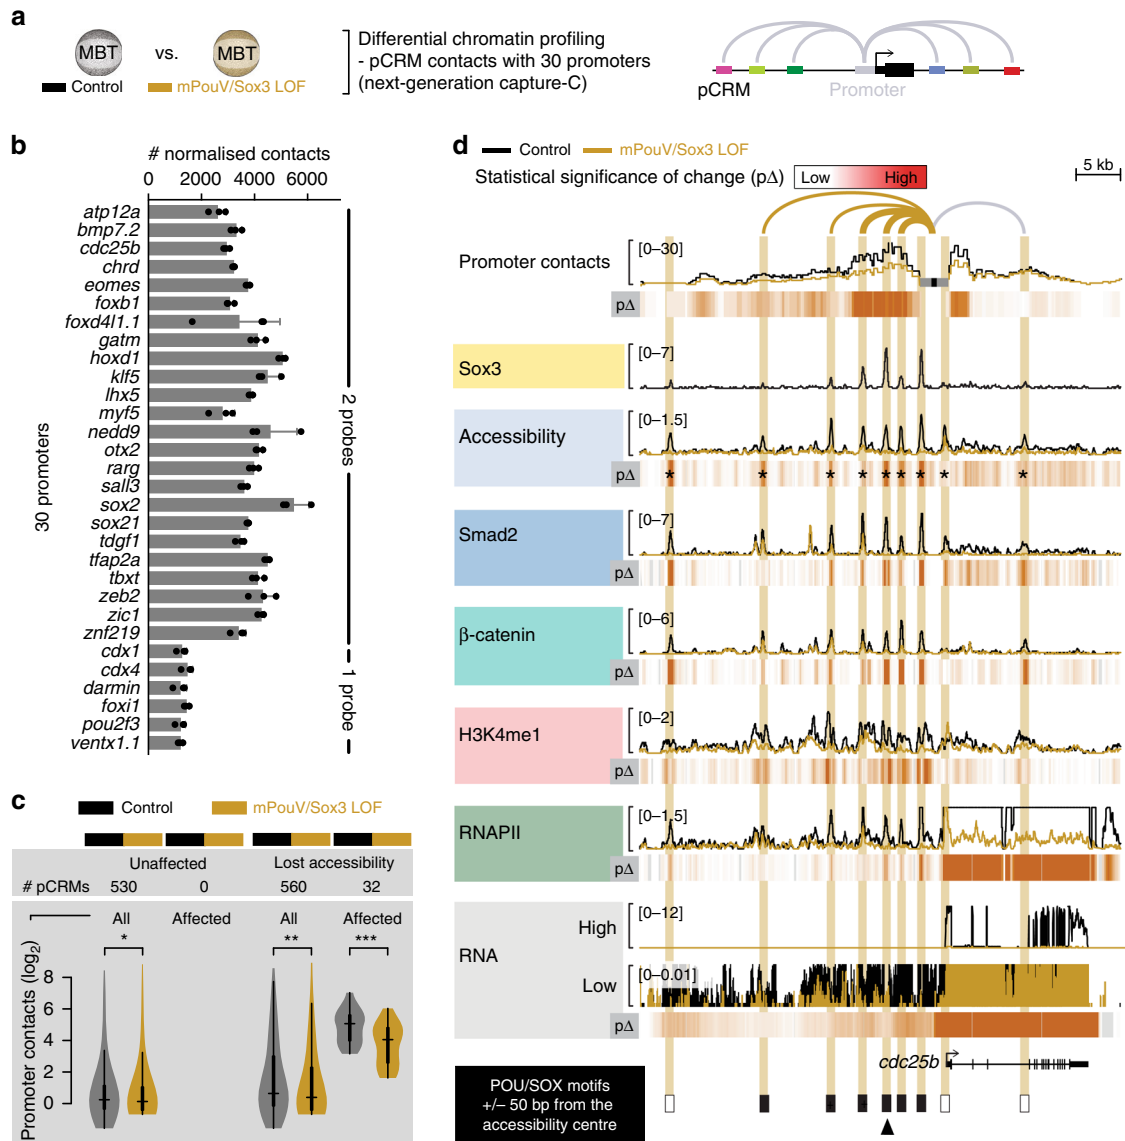 a
MBT vs. MBT
Control mPouV/Sox3 LOF
Differential chromatin profiling
- pCRM contacts with 30 promoters
(next-generation capture-C)
pCRM Promoter
b
# normalised contacts
0 2000 4000 6000
30 promoters
atp12a
bmp7.2
cdc25b
chrd
eomes
foxb1
foxd4l1.1
gatm
hoxd1
klf5
lhx5
myf5
nedd9
otx2
rarg
sall3
sox2
sox21
tdgf1
tfap2a
tbxt
zeb2
zic1
znf219
cdx1
cdx4
darmin
foxi1
pou2f3
ventx1.1
2 probes
1 probe
c
Control mPouV/Sox3 LOF
Unaffected Lost accessibility
# pCRMs 530 0 560 32
All Affected All Affected
* ** ***
Promoter contacts (log2)
8
6
4
2
0
d
Control mPouV/Sox3 LOF
Statistical significance of change (pΔ) Low High
5 kb
Promoter contacts [0–30]
pΔ
Sox3 [0–7]
Accessibility [0–1.5]
pΔ * * * * * * * * *
Smad2 [0–7]
pΔ
β-catenin [0–6]
pΔ
H3K4me1 [0–2]
pΔ
RNAPII [0–1.5]
pΔ
RNA
High [0–12]
Low [0–0.01]
pΔ
cdc25b
POU/SOX motifs
+/– 50 bp from the
accessibility centre